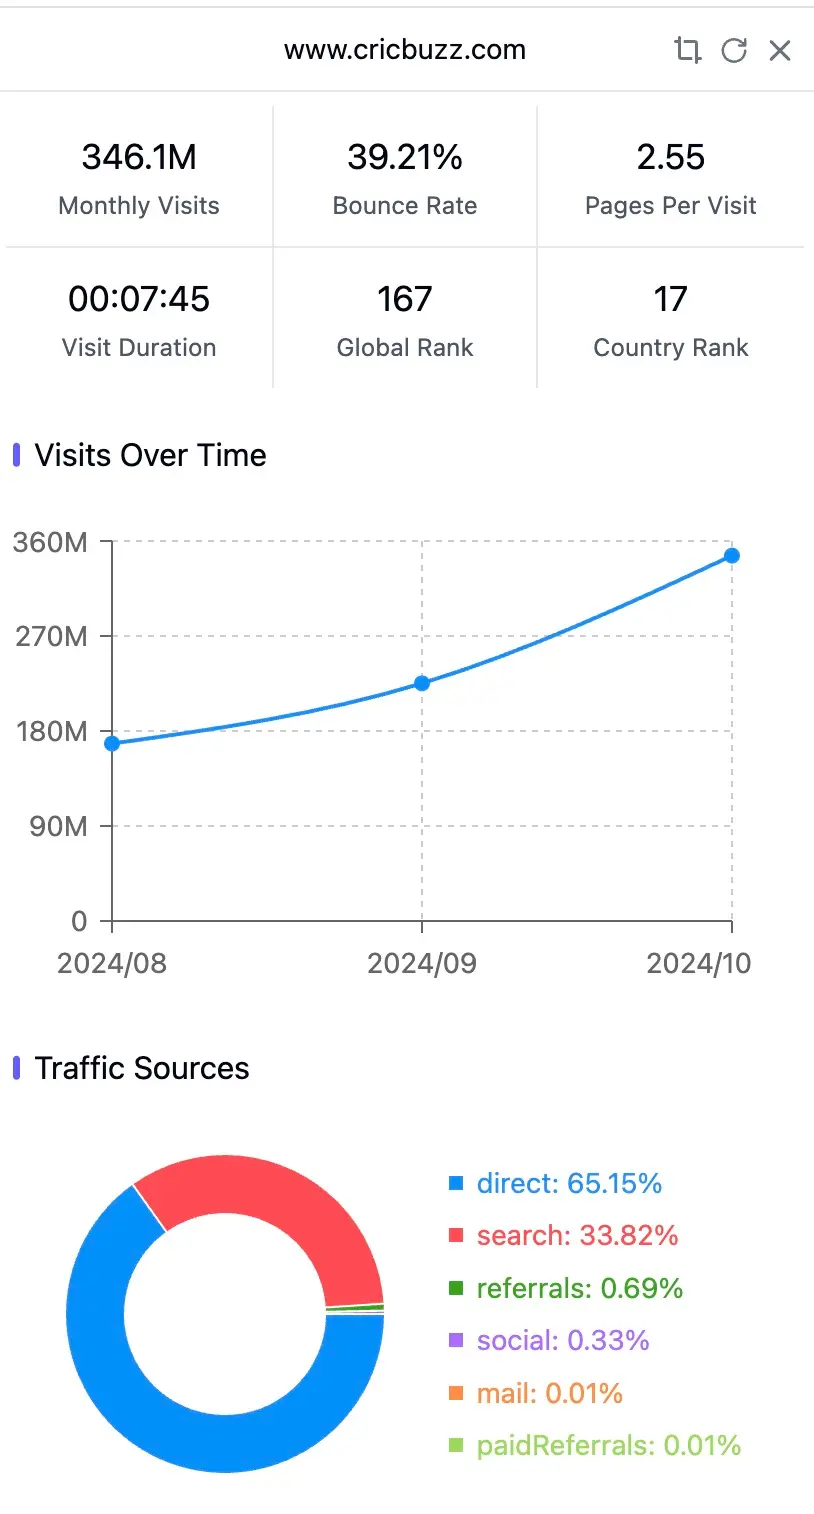 www.cricbuzz.com
346.1M
39.21%
2.55
Monthly Visits
Bounce Rate
Pages Per Visit
00:07:45
167
17
Visit Duration
Global Rank
Country Rank
Visits Over Time
360M
270M
180M
90M
0
2024/08
2024/09
2024/10
Traffic Sources
direct: 65.15%
search: 33.82%
referrals: 0.69%
social: 0.33%
mail: 0.01%
paidReferrals: 0.01%